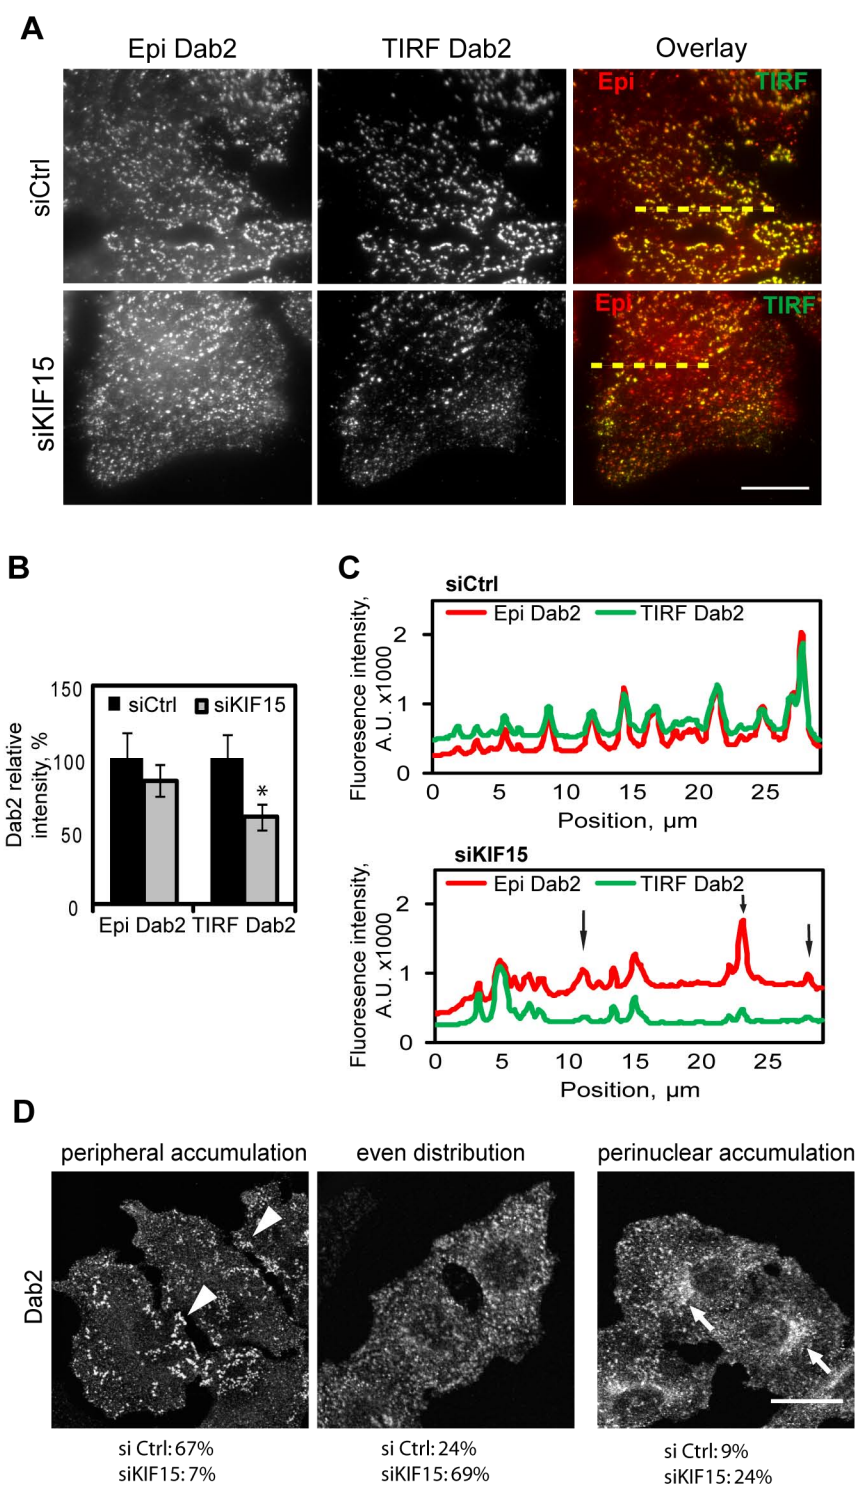 A
Epi Dab2 TIRF Dab2 Overlay
siCtrl
Epi TIRF
siKIF15
Epi TIRF
B
Dab2 relative
intensity, %
150
100
50
0
siCtrl siKIF15
*
Epi Dab2 TIRF Dab2
C
siCtrl
Fluoresence intensity,
A.U. x1000
Epi Dab2 TIRF Dab2
2
1
0
0 5 10 15 20 25
Position, µm
siKIF15
Fluoresence intensity,
A.U. x1000
Epi Dab2 TIRF Dab2
2
1
0
0 5 10 15 20 25
Position, µm
D
peripheral accumulation even distribution perinuclear accumulation
Dab2
si Ctrl: 67% si Ctrl: 24% si Ctrl: 9%
siKIF15: 7% siKIF15: 69% siKIF15: 24%